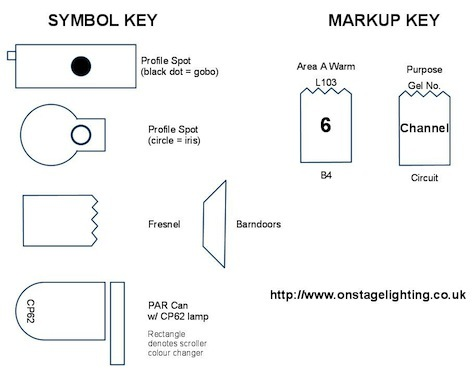 SYMBOL KEY
MARKUP KEY
Profile Spot
(black dot = gobo)
Profile Spot
(circle = iris)
Fresnel
Barndoors
CP62
PAR Can
w/ CP62 lamp
Rectangle
denotes scroller
colour changer
Area A Warm
L103
6
B4
Purpose
Gel No.
Channel
Circuit
http://www.onstagelighting.co.uk